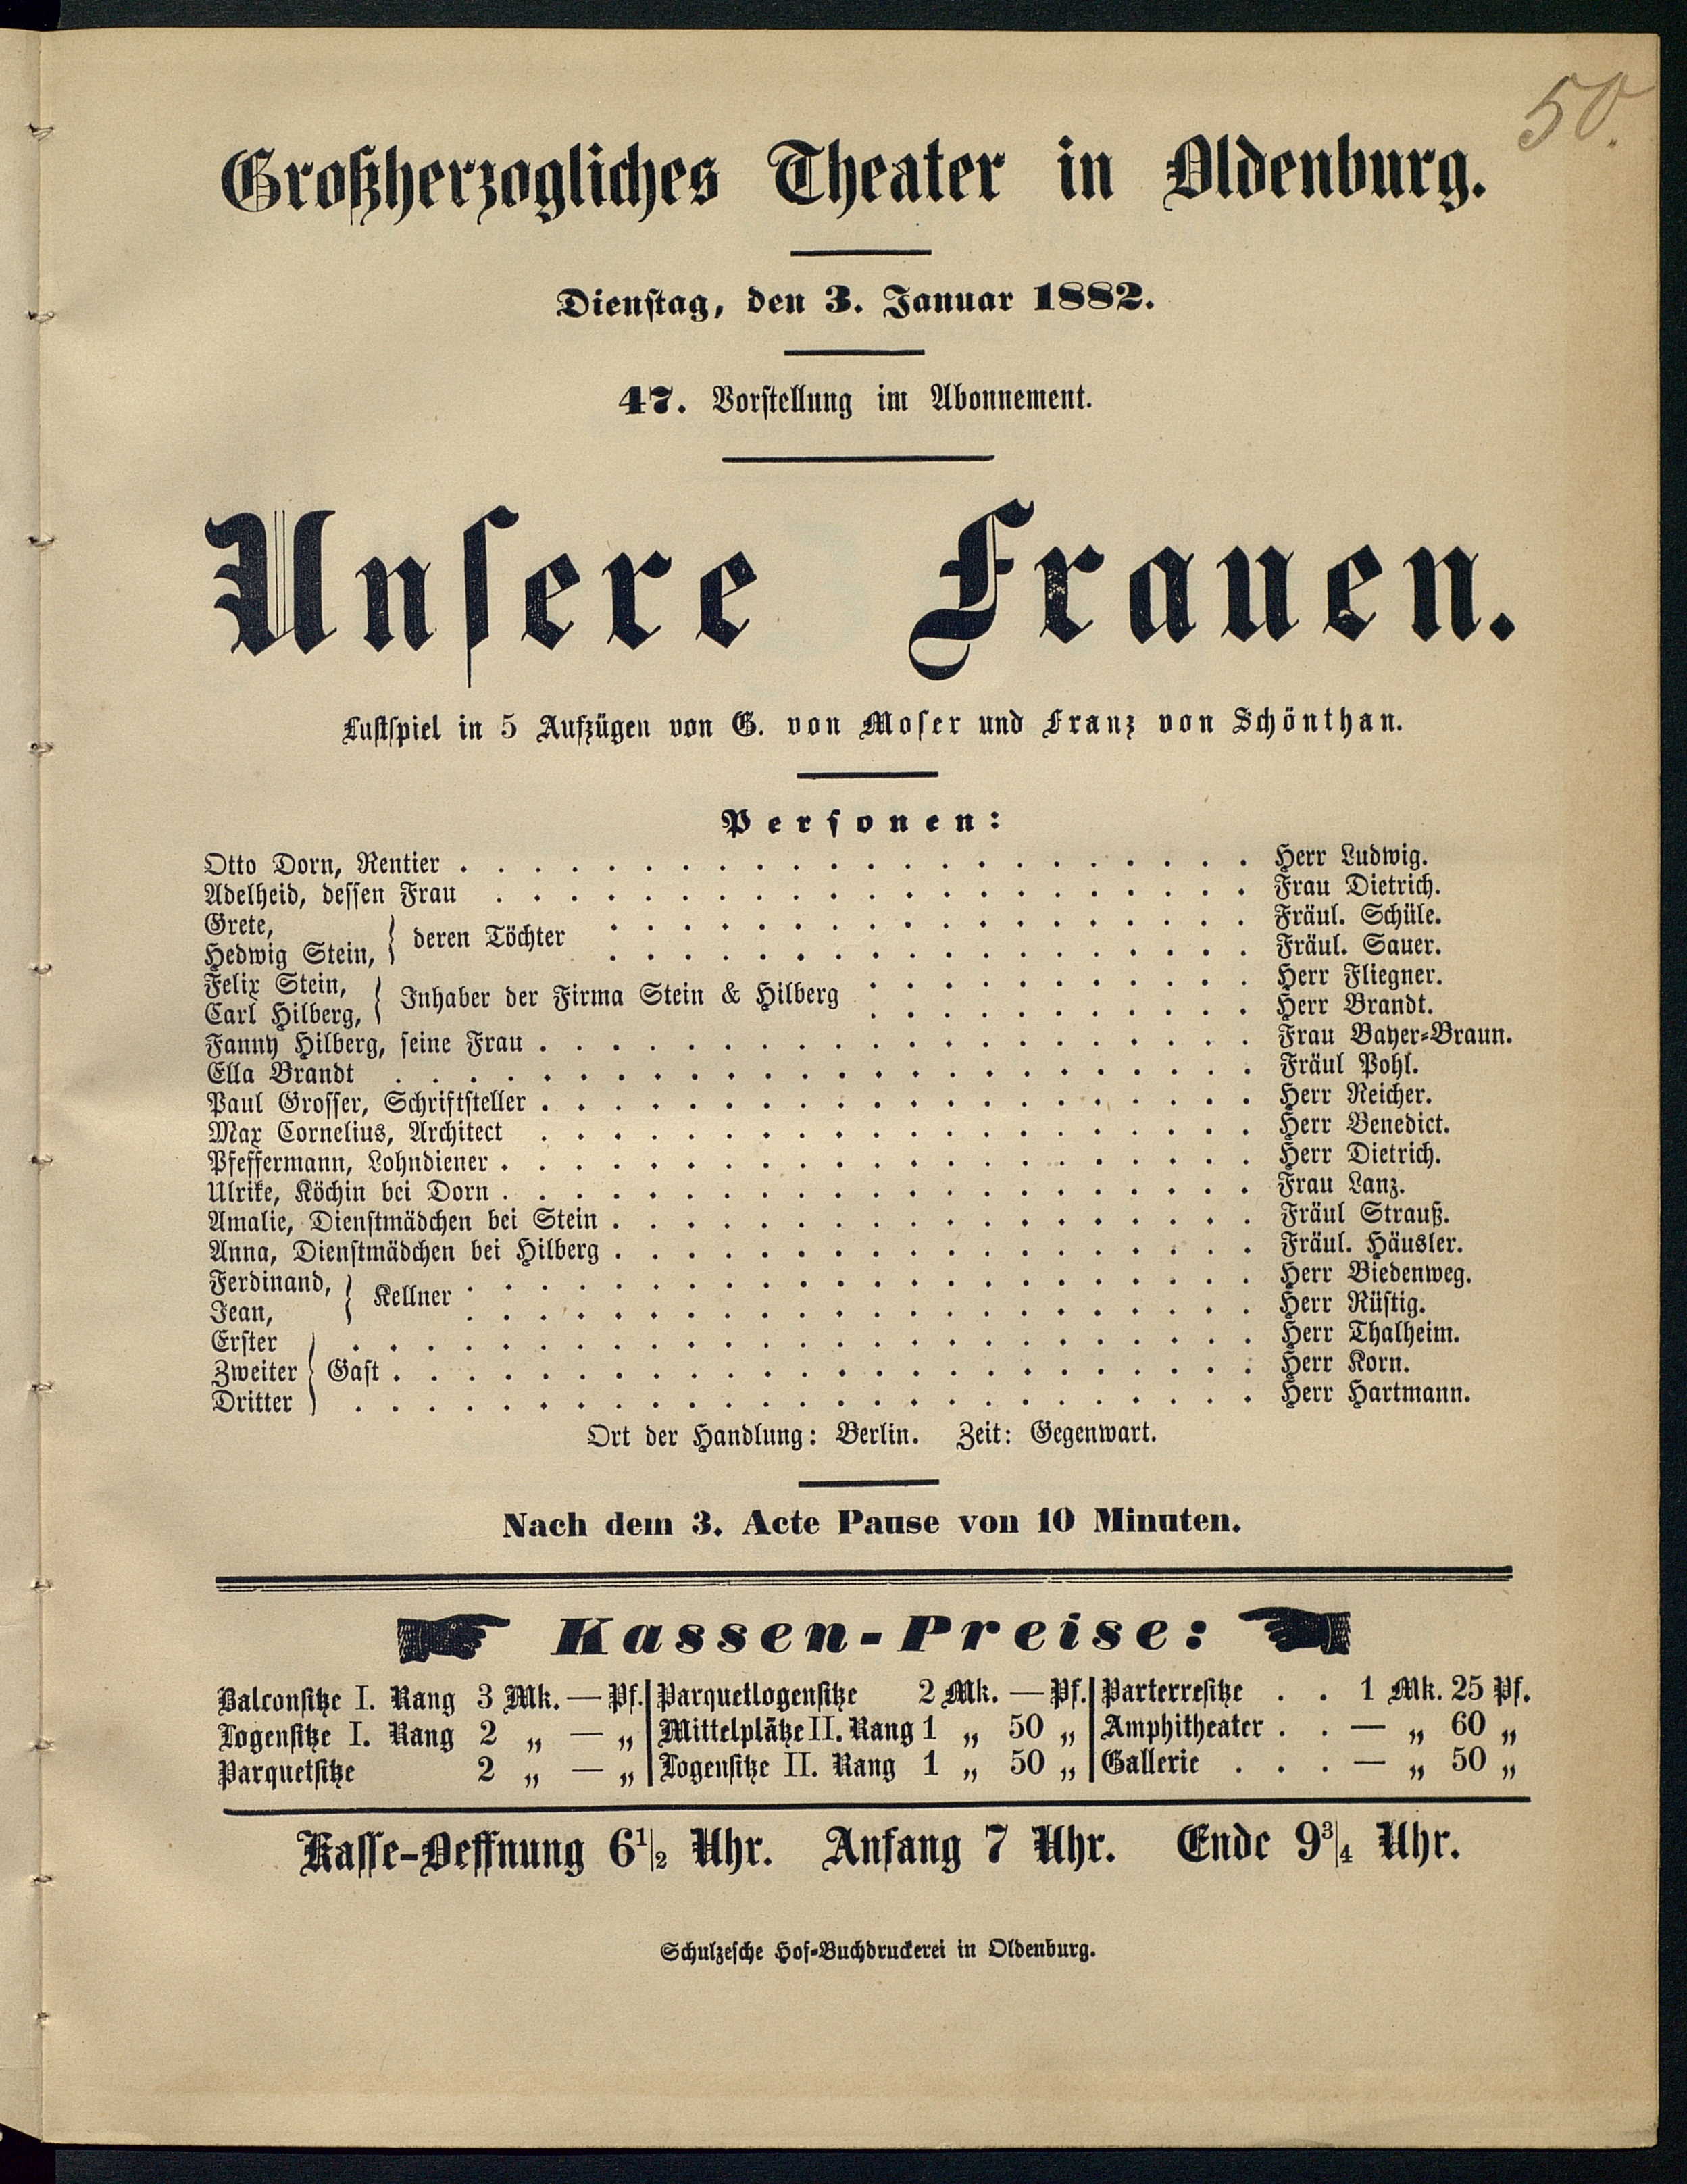 50.
Großherzogliches Theater in Oldenburg.
Dienstag, den 3. Januar 1882.
47. Vorstellung im Abonnement.
Unsere Frauen.
Lustspiel in 5 Aufzügen von G. von Moser und Franz von Schönthan.
Personen:
Otto Dorn, Rentier . . . . . . . . . . Herr Ludwig.
Adelheid, dessen Frau . . . . . . . . . . Frau Dietrich.
Grete, } deren Töchter . . . . . . . . . . Fräul. Schüle.
Hedwig Stein, } . . . . . . . . . . Fräul. Sauer.
Felix Stein, } Inhaber der Firma Stein & Hilberg . . . . . . . . . . Herr Fliegner.
Carl Hilberg, } . . . . . . . . . . Herr Brandt.
Fanny Hilberg, seine Frau . . . . . . . . . . Frau Bayer-Braun.
Ella Brandt . . . . . . . . . . Fräul Pohl.
Paul Grosser, Schriftsteller . . . . . . . . . . Herr Reicher.
Max Cornelius, Architect . . . . . . . . . . Herr Benedict.
Pfeffermann, Lohndiener . . . . . . . . . . Herr Dietrich.
Ulrike, Köchin bei Dorn . . . . . . . . . . Frau Lanz.
Amalie, Dienstmädchen bei Stein . . . . . . . . . . Fräul Strauß.
Anna, Dienstmädchen bei Hilberg . . . . . . . . . . Fräul. Häusler.
Ferdinand, } Kellner . . . . . . . . . . Herr Biedenweg.
Jean, } . . . . . . . . . . Herr Rüstig.
Erster } . . . . . . . . . . Herr Thalheim.
Zweiter } Gast . . . . . . . . . . Herr Korn.
Dritter } . . . . . . . . . . Herr Hartmann.
Ort der Handlung: Berlin. Zeit: Gegenwart.
Nach dem 3. Acte Pause von 10 Minuten.
Kassen-Preise:
Balconsitze I. Rang 3 Mk. — Pf. | Parquetlogensitze 2 Mk. — Pf. | Parterresitze . . 1 Mk. 25 Pf.
Logensitze I. Rang 2 „ — „ | Mittelplätze II. Rang 1 „ 50 „ | Amphitheater . . — „ 60 „
Parquetsitze 2 „ — „ | Logensitze II. Rang 1 „ 50 „ | Gallerie . . . — „ 50 „
Kasse-Oeffnung 6½ Uhr. Anfang 7 Uhr. Ende 9¾ Uhr.
Schulzesche Hof-Buchdruckerei in Oldenburg.